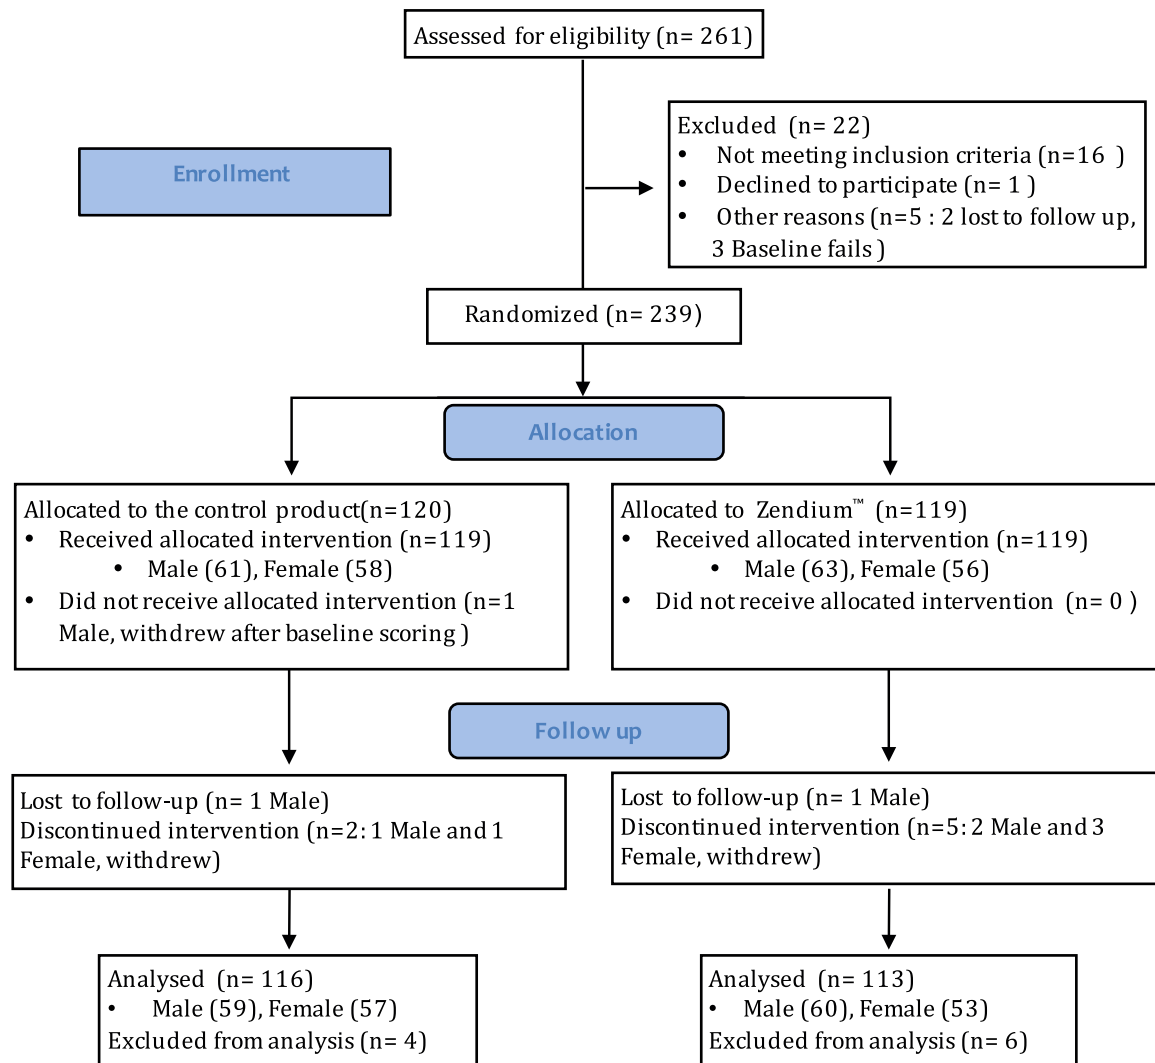 Assessed for eligibility (n= 261)
Excluded (n= 22)
• Not meeting inclusion criteria (n=16 )
• Declined to participate (n= 1 )
• Other reasons (n=5 : 2 lost to follow up,
3 Baseline fails )
Enrollment
Randomized (n= 239)
Allocation
Allocated to the control product(n=120)
• Received allocated intervention (n=119)
• Male (61), Female (58)
• Did not receive allocated intervention (n=1
Male, withdrew after baseline scoring )
Allocated to Zendium™ (n=119)
• Received allocated intervention (n=119)
• Male (63), Female (56)
• Did not receive allocated intervention (n= 0 )
Follow up
Lost to follow-up (n= 1 Male)
Discontinued intervention (n=2: 1 Male and 1
Female, withdrew)
Lost to follow-up (n= 1 Male)
Discontinued intervention (n=5: 2 Male and 3
Female, withdrew)
Analysed (n= 116)
• Male (59), Female (57)
Excluded from analysis (n= 4)
Analysed (n= 113)
• Male (60), Female (53)
Excluded from analysis (n= 6)